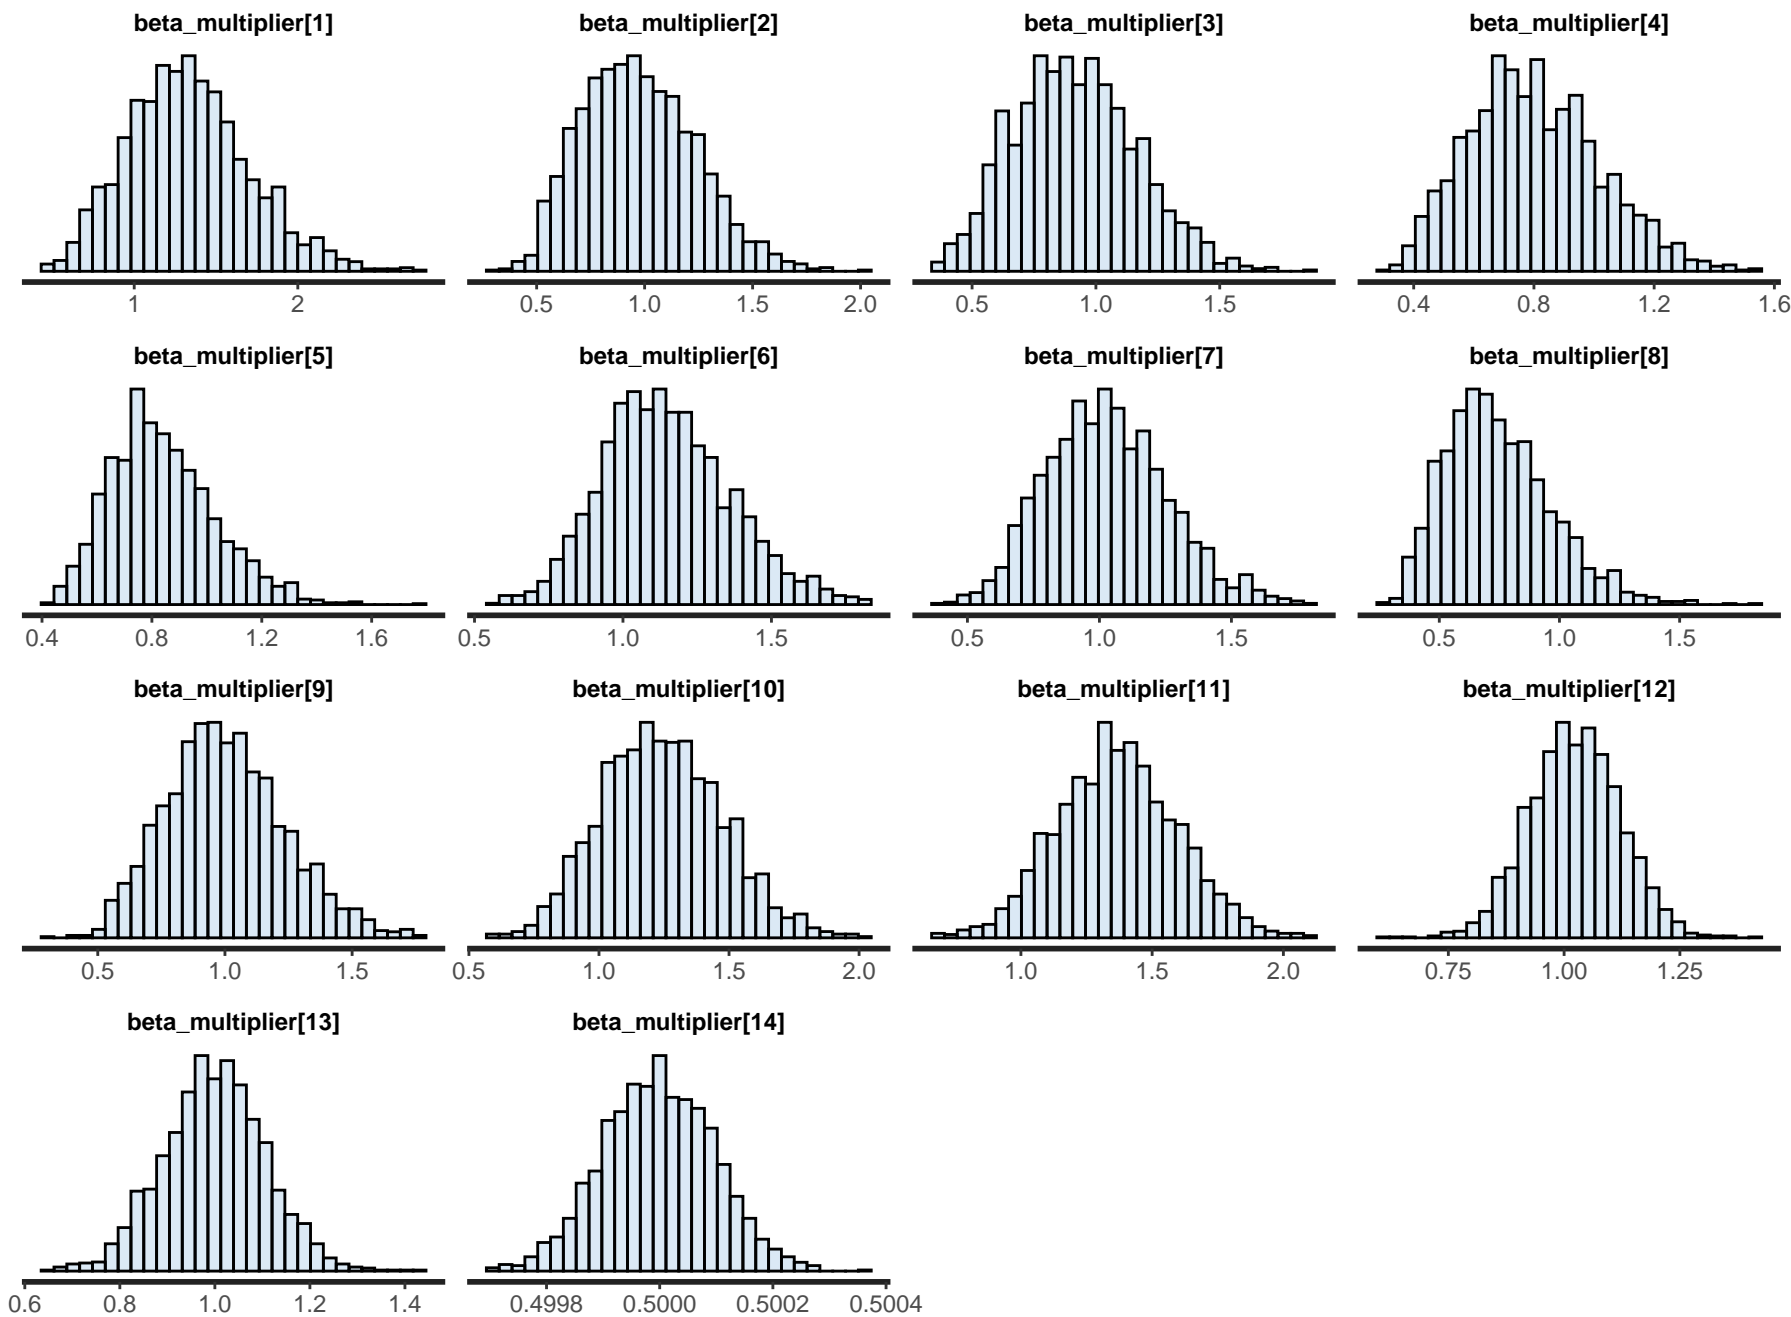 beta_multiplier[1] beta_multiplier[2] beta_multiplier[3] beta_multiplier[4]
1 2 0.5 1.0 1.5 2.0 0.5 1.0 1.5 0.4 0.8 1.2 1.6
beta_multiplier[5] beta_multiplier[6] beta_multiplier[7] beta_multiplier[8]
0.4 0.8 1.2 1.6 0.5 1.0 1.5 0.5 1.0 1.5 0.5 1.0 1.5
beta_multiplier[9] beta_multiplier[10] beta_multiplier[11] beta_multiplier[12]
0.5 1.0 1.5 0.5 1.0 1.5 2.0 1.0 1.5 2.0 0.75 1.00 1.25
beta_multiplier[13] beta_multiplier[14]
0.6 0.8 1.0 1.2 1.4 0.4998 0.5000 0.5002 0.5004